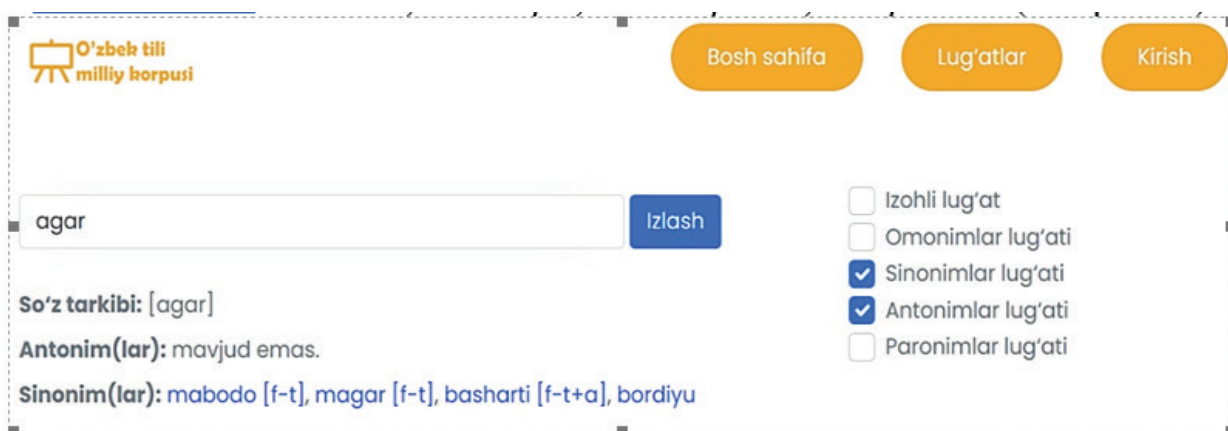 O'zbek tili
milliy korpusi
Bosh sahifa
Lug‘atlar
Kirish
agar
Izlash
Izohli lug‘at
Omonimlar lug‘ati
Sinonimlar lug‘ati
Antonimlar lug‘ati
Paronimlar lug‘ati
So‘z tarkibi: [agar]
Antonim(lar): mavjud emas.
Sinonim(lar): mabodo [f-t], magar [f-t], basharti [f-t+a], bordiyu